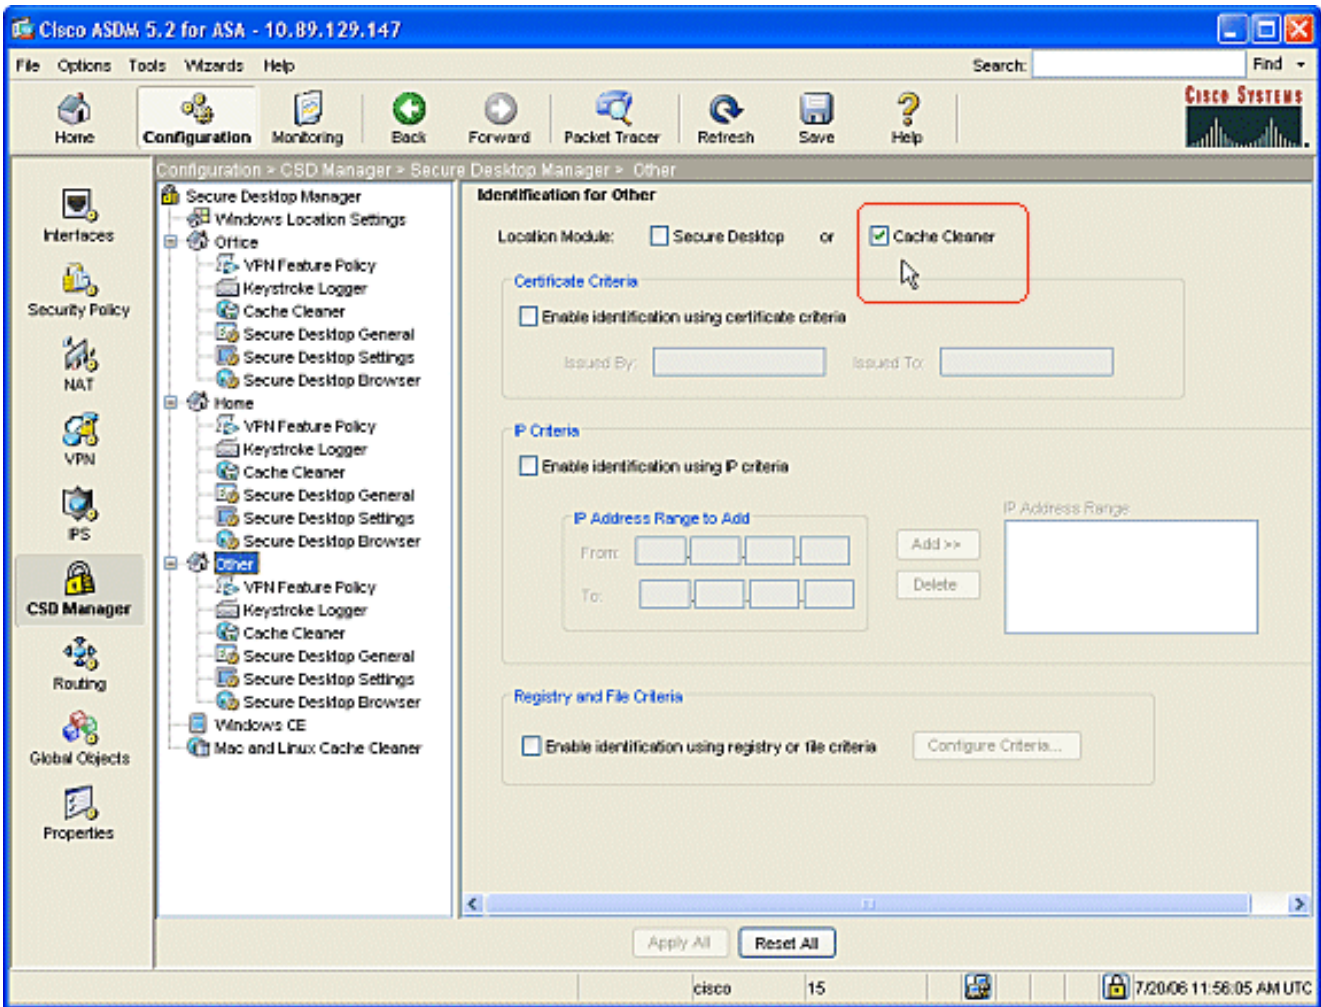 Cisco ASDM 5.2 for ASA - 10.89.129.147
File Options Tools Wizards Help Search: Find
Home Configuration Monitoring Back Forward Packet Tracer Refresh Save Help
CISCO SYSTEMS
Configuration > CSD Manager > Secure Desktop Manager > Other
Interfaces
Security Policy
NAT
VPN
IPS
CSD Manager
Routing
Global Objects
Properties
Secure Desktop Manager
Windows Location Settings
Office
VPN Feature Policy
Keystroke Logger
Cache Cleaner
Secure Desktop General
Secure Desktop Settings
Secure Desktop Browser
Home
VPN Feature Policy
Keystroke Logger
Cache Cleaner
Secure Desktop General
Secure Desktop Settings
Secure Desktop Browser
Other
VPN Feature Policy
Keystroke Logger
Cache Cleaner
Secure Desktop General
Secure Desktop Settings
Secure Desktop Browser
Windows CE
Mac and Linux Cache Cleaner
Identification for Other
Location Module: Secure Desktop or Cache Cleaner
Certificate Criteria
Enable identification using certificate criteria
Issued By: Issued To:
IP Criteria
Enable identification using IP criteria
IP Address Range to Add
From:
To:
Add >>
Delete
IP Address Range
Registry and File Criteria
Enable identification using registry or file criteria Configure Criteria...
Apply All Reset All
cisco 15 7/20/06 11:56:05 AM UTC